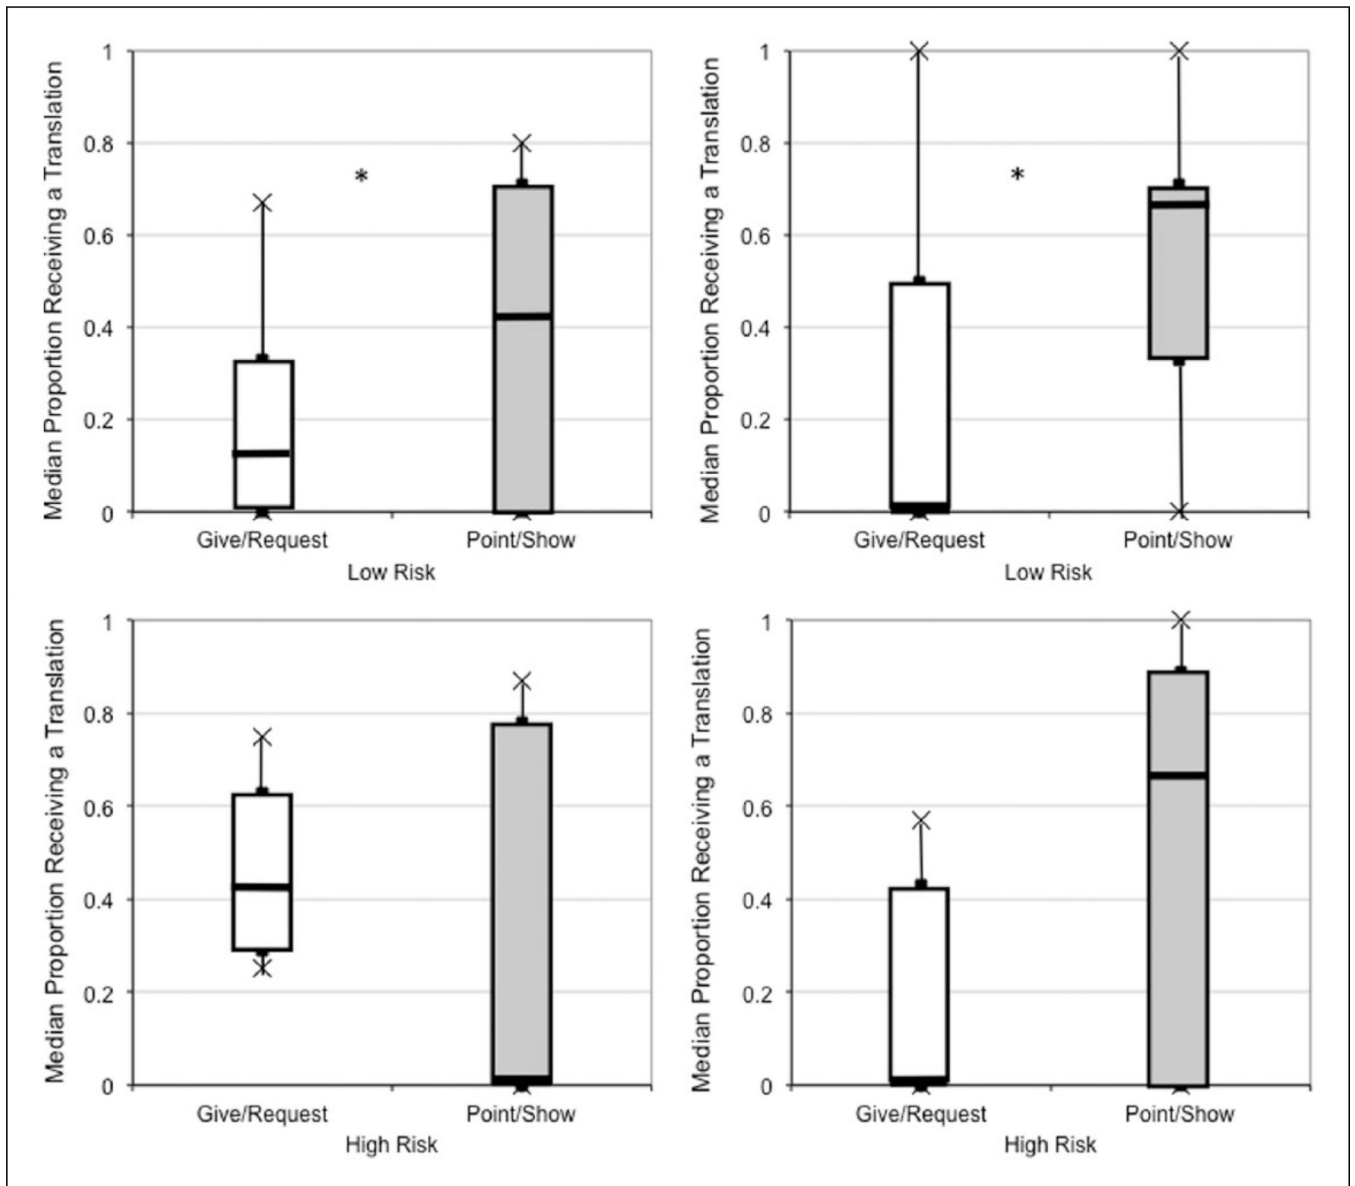 Median Proportion Receiving a Translation
1
0.8
0.6
0.4
0.2
0
*
Give/Request Point/Show
Low Risk
Median Proportion Receiving a Translation
1
0.8
0.6
0.4
0.2
0
*
Give/Request Point/Show
Low Risk
Median Proportion Receiving a Translation
1
0.8
0.6
0.4
0.2
0
Give/Request Point/Show
High Risk
Median Proportion Receiving a Translation
1
0.8
0.6
0.4
0.2
0
Give/Request Point/Show
High Risk